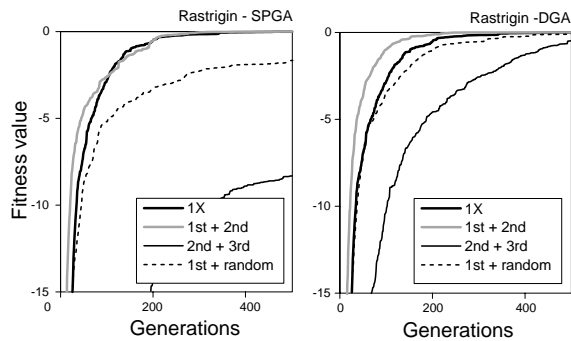 Rastrigin - SPGA
Fitness value
0
-5
-10
-15
1X
1st + 2nd
2nd + 3rd
1st + random
0
200
400
Generations
Rastrigin -DGA
0
-5
-10
-15
1X
1st + 2nd
2nd + 3rd
1st + random
0
200
400
Generations